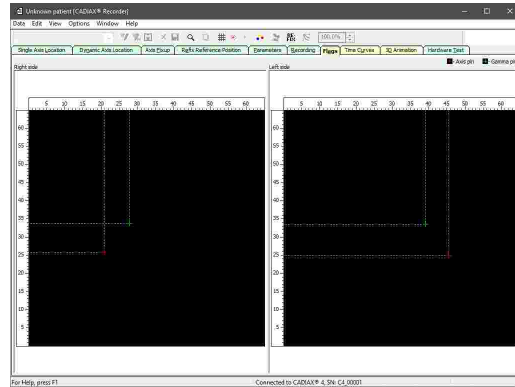 Unknown patient [CADIAX® Recorder]
Data Edit View Options Window Help
100,0%
Single Axis Location Dynamic Axis Location Axis Fixup Refix Reference Position Parameters Recording Flags Time Curves 3D Animation Hardware Test
Axis pin Gamma pin
Right side Left side
5 10 15 20 25 30 35 40 45 50 55 60 5 10 15 20 25 30 35 40 45 50 55 60
60 60
55 55
50 50
45 45
40 40
35 35
30 30
25 25
20 20
15 15
10 10
5 5
For Help, press F1 Connected to CADIAX® 4, SN: C4_00001